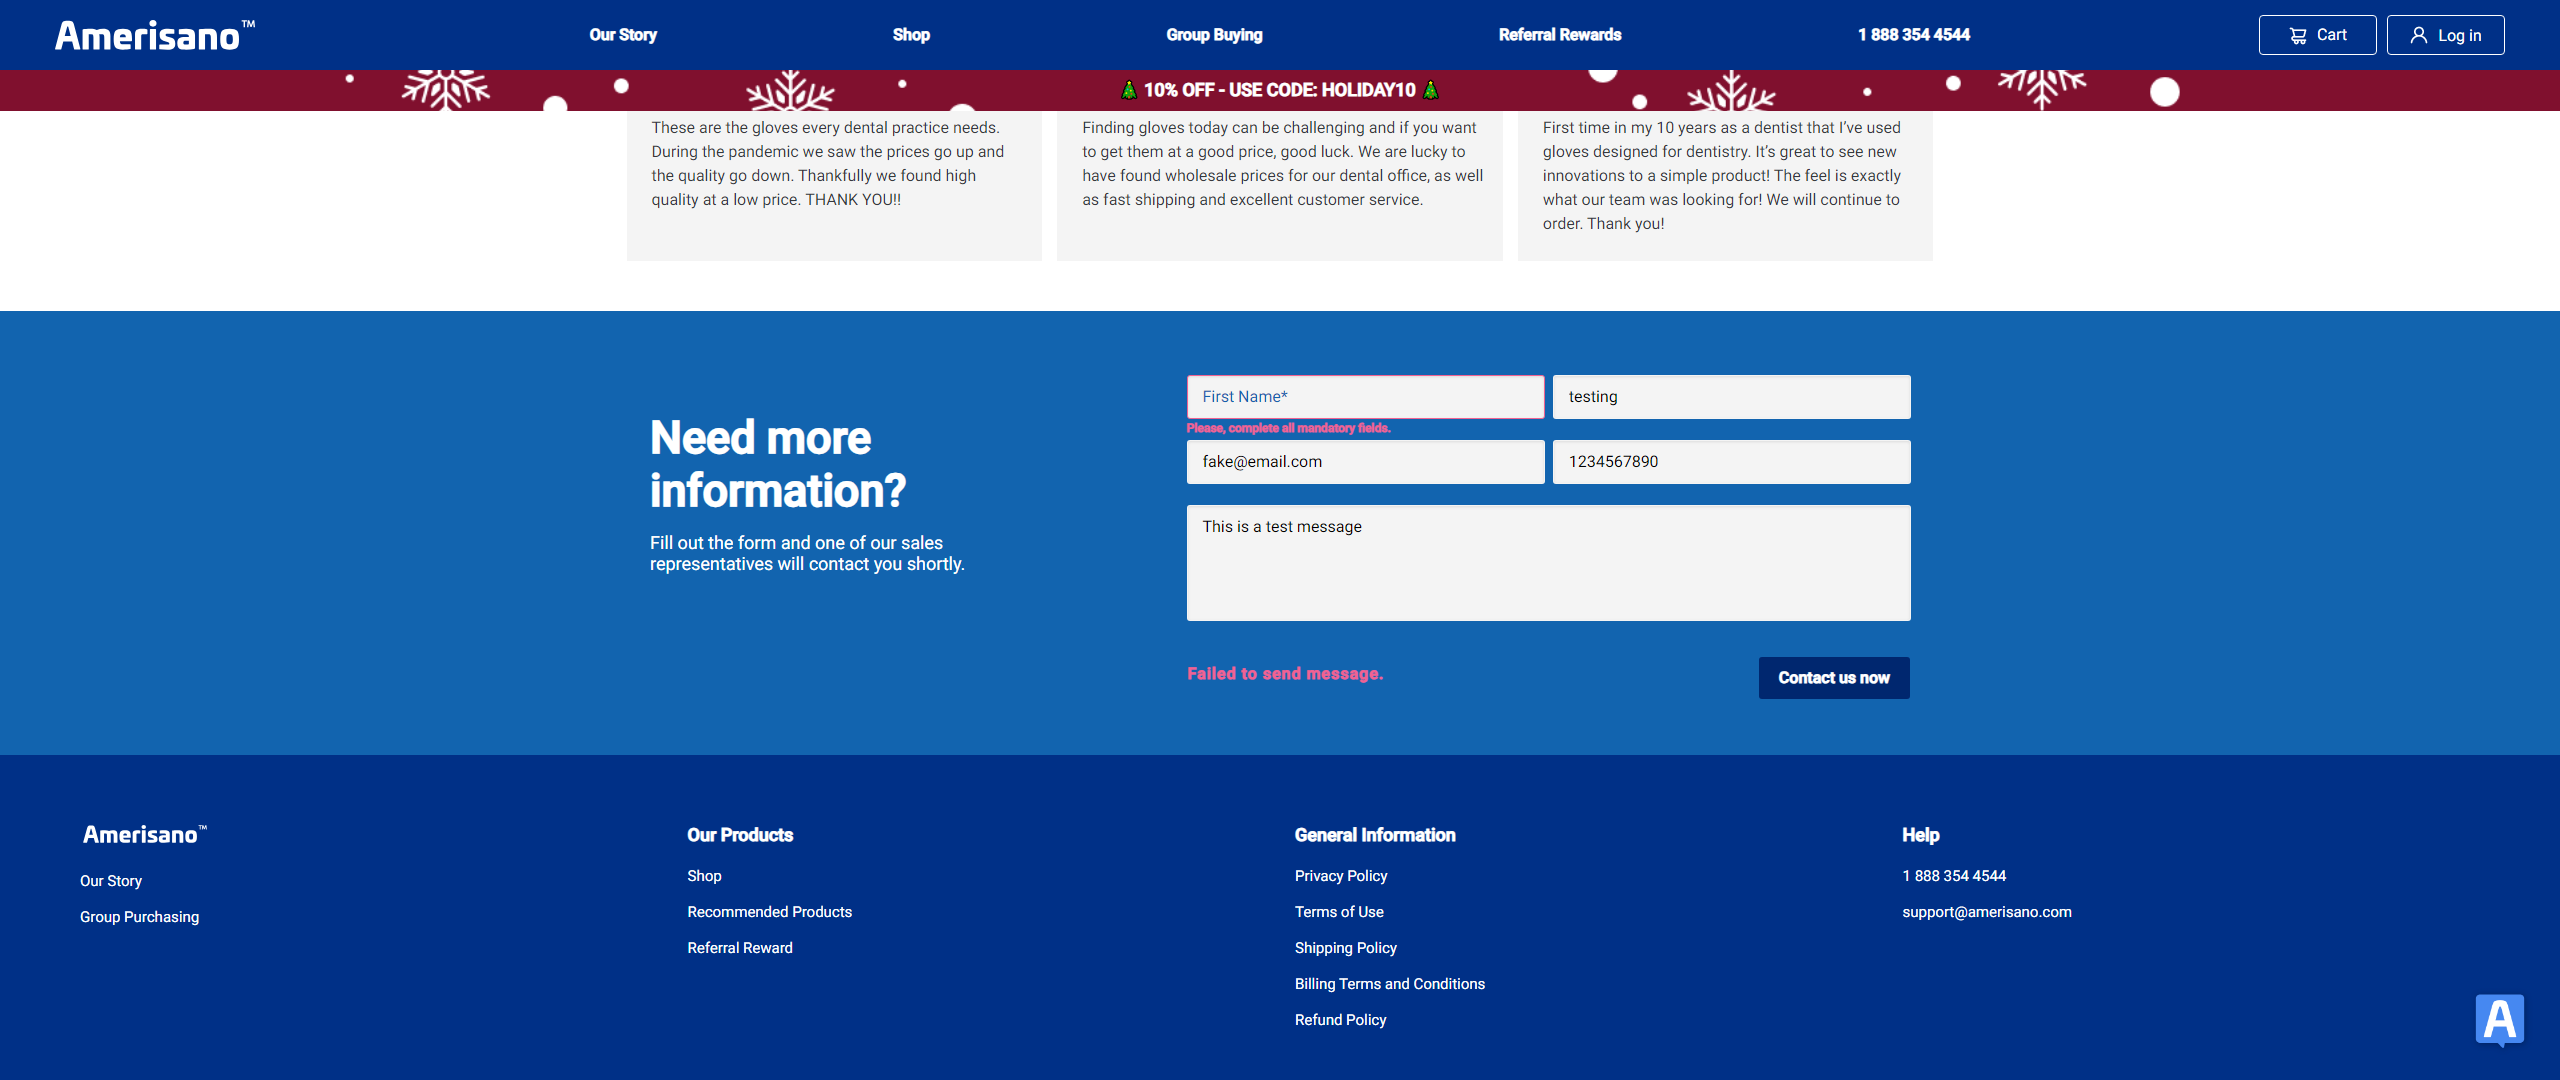 Amerisano™
Our Story
Shop
Group Buying
Referral Rewards
1 888 354 4544
Cart
Log in
10% OFF - USE CODE: HOLIDAY10
These are the gloves every dental practice needs.
During the pandemic we saw the prices go up and
the quality go down. Thankfully we found high
quality at a low price. THANK YOU!!
Finding gloves today can be challenging and if you want
to get them at a good price, good luck. We are lucky to
have found wholesale prices for our dental office, as well
as fast shipping and excellent customer service.
First time in my 10 years as a dentist that I’ve used
gloves designed for dentistry. It’s great to see new
innovations to a simple product! The feel is exactly
what our team was looking for! We will continue to
order. Thank you!
Need more
information?
Fill out the form and one of our sales
representatives will contact you shortly.
First Name*
testing
Please, complete all mandatory fields.
fake@email.com
1234567890
This is a test message
Failed to send message.
Contact us now
Amerisano™
Our Story
Group Purchasing
Our Products
Shop
Recommended Products
Referral Reward
General Information
Privacy Policy
Terms of Use
Shipping Policy
Billing Terms and Conditions
Refund Policy
Help
1 888 354 4544
support@amerisano.com
A